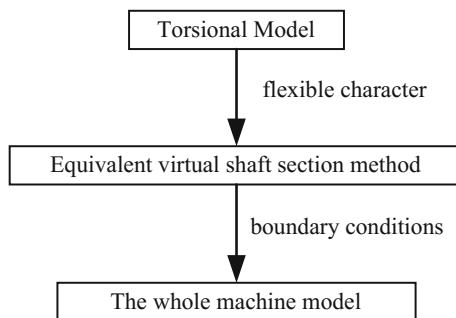 Torsional Model
flexible character
Equivalent virtual shaft section method
boundary conditions
The whole machine model